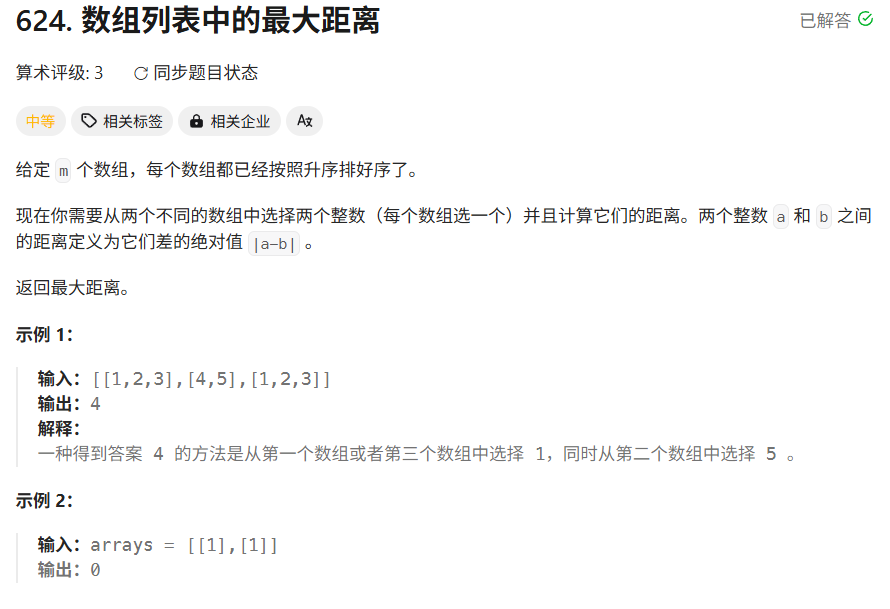 624. 数组列表中的最大距离
已解答
算术评级: 3 同步题目状态
中等 相关标签 相关企业 Ax
给定 m 个数组，每个数组都已经按照升序排好序了。
现在你需要从两个不同的数组中选择两个整数（每个数组选一个）并且计算它们的距离。两个整数 a 和 b 之间
的距离定义为它们差的绝对值 |a-b| 。
返回最大距离。
示例 1：
输入：[[1,2,3],[4,5],[1,2,3]]
输出：4
解释：
一种得到答案 4 的方法是从第一个数组或者第三个数组中选择 1，同时从第二个数组中选择 5 。
示例 2：
输入：arrays = [[1],[1]]
输出：0